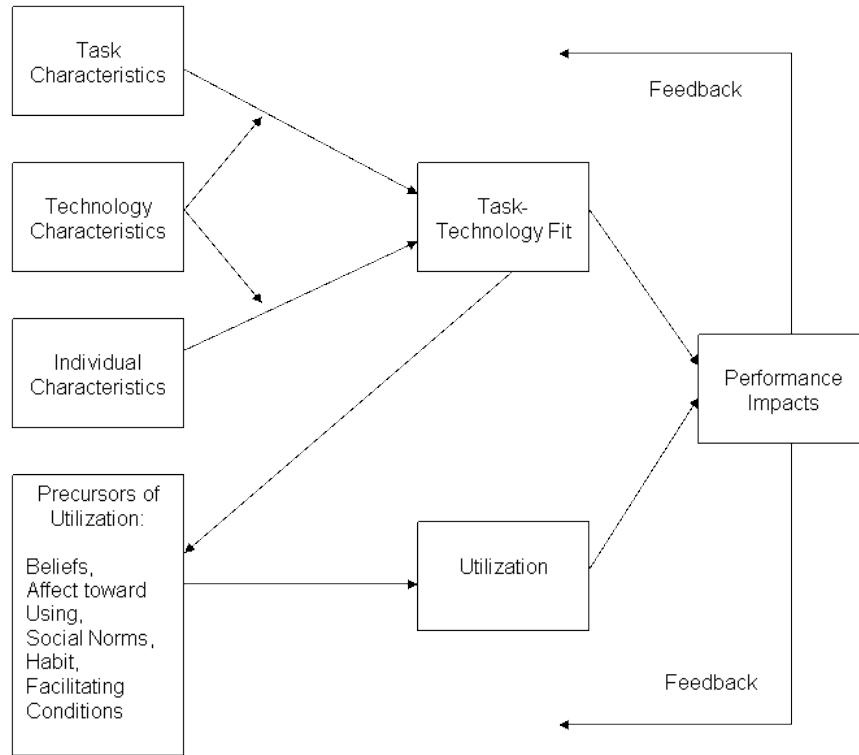 Task
Characteristics
Feedback
Technology
Characteristics
Task-
Technology Fit
Individual
Characteristics
Performance
Impacts
Precursors of
Utilization:
Beliefs,
Affect toward
Using,
Social Norms,
Habit,
Facilitating
Conditions
Utilization
Feedback